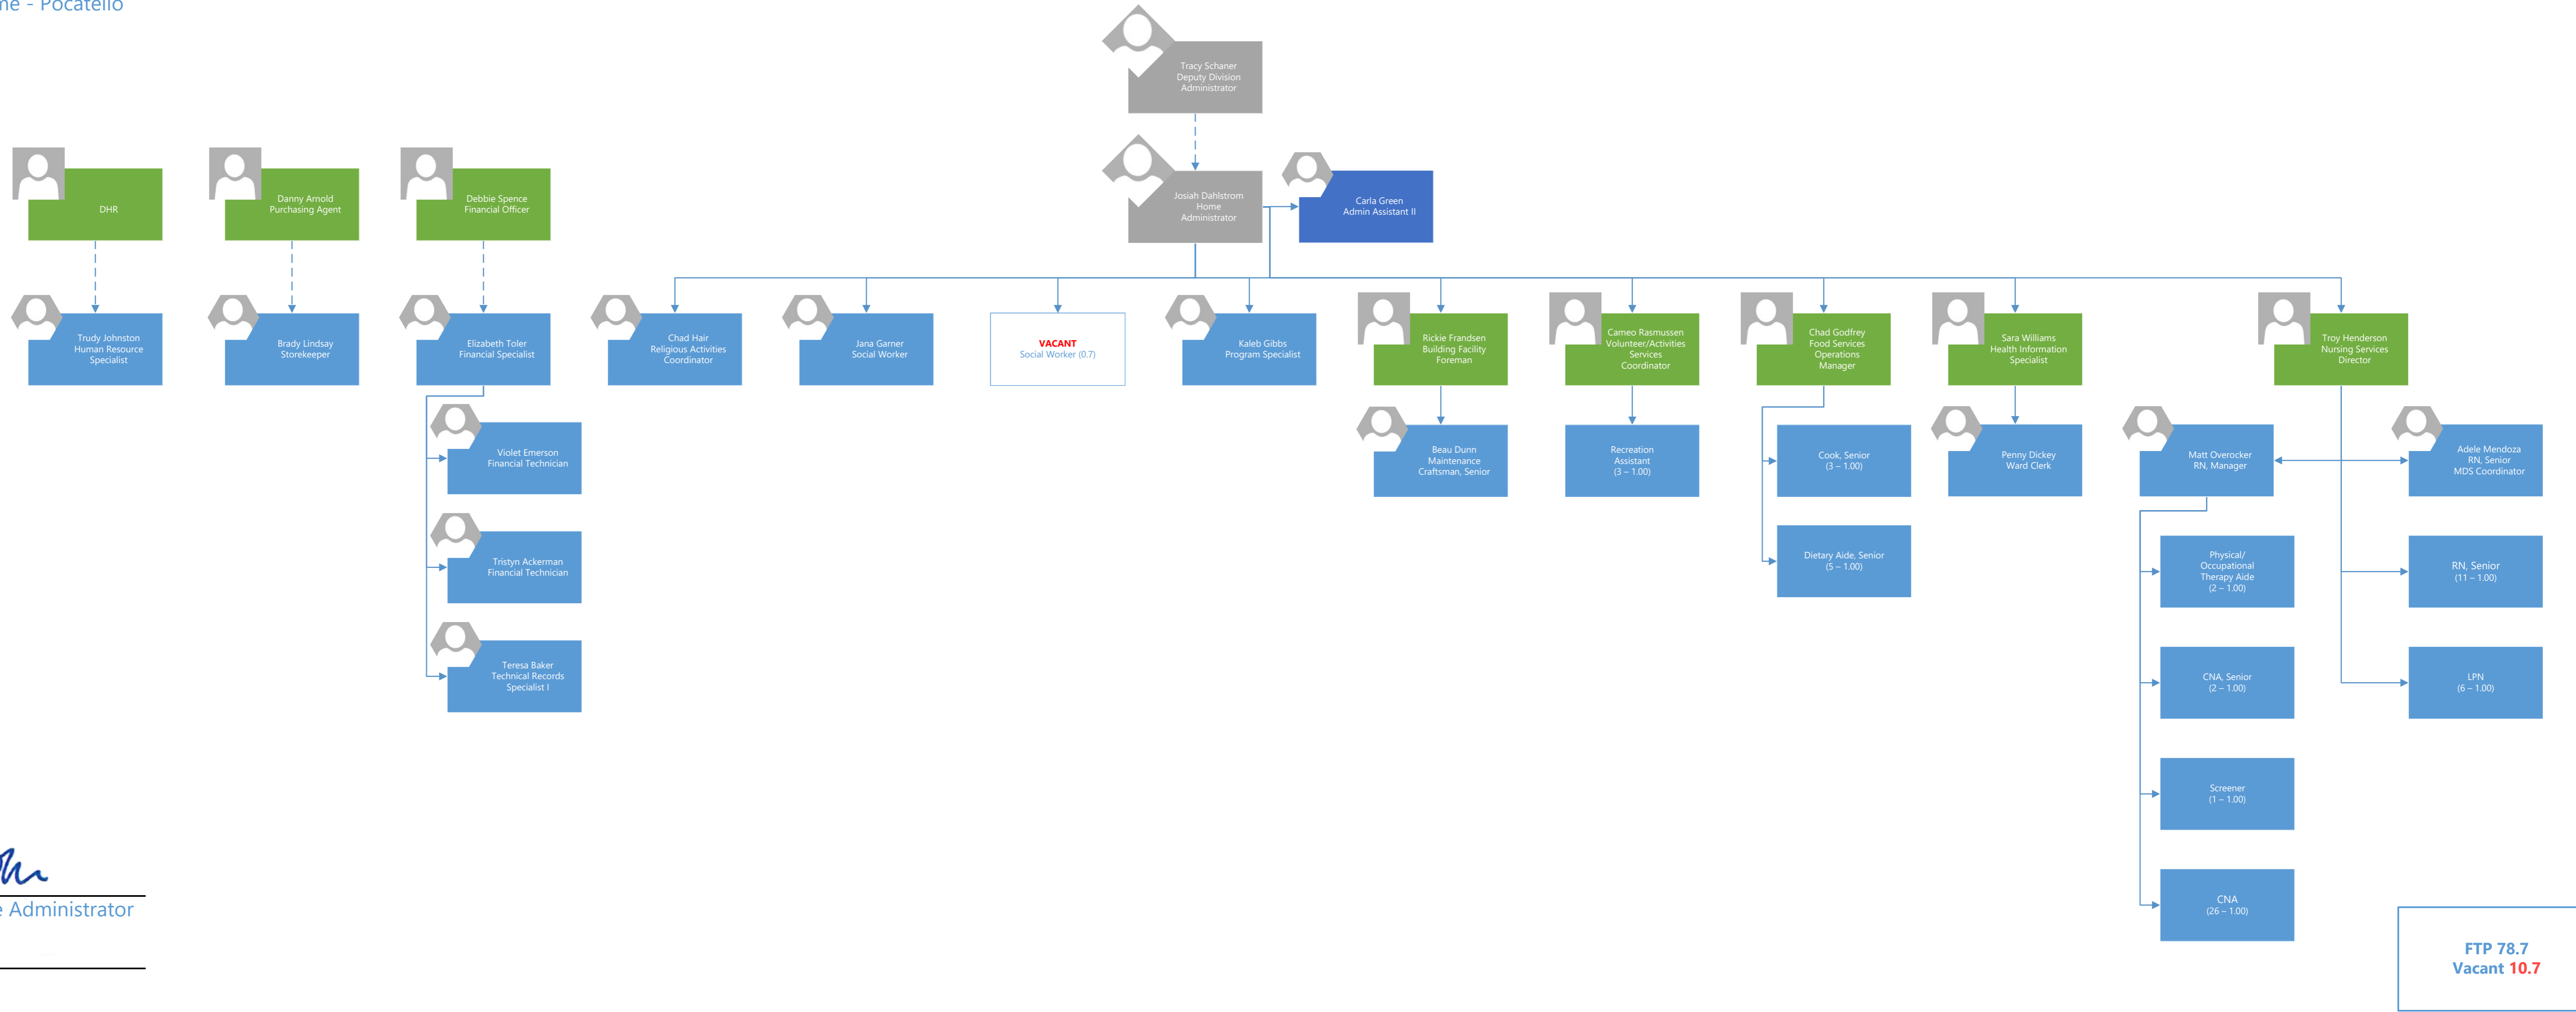 me - Pocatello
Tracy Schaner
Deputy Division
Administrator
DHR
Danny Arnold
Purchasing Agent
Debbie Spence
Financial Officer
Josiah Dahlstrom
Home
Administrator
Carla Green
Admin Assistant II
Trudy Johnston
Human Resource
Specialist
Brady Lindsay
Storekeeper
Elizabeth Toler
Financial Specialist
Chad Hair
Religious Activities
Coordinator
Jana Garner
Social Worker
VACANT
Social Worker (0.7)
Kaleb Gibbs
Program Specialist
Rickie Frandsen
Building Facility
Foreman
Cameo Rasmussen
Volunteer/Activities
Services
Coordinator
Chad Godfrey
Food Services
Operations
Manager
Sara Williams
Health Information
Specialist
Troy Henderson
Nursing Services
Director
Violet Emerson
Financial Technician
Tristyn Ackerman
Financial Technician
Teresa Baker
Technical Records
Specialist I
Beau Dunn
Maintenance
Craftsman, Senior
Recreation
Assistant
(3 – 1.00)
Cook, Senior
(3 – 1.00)
Dietary Aide, Senior
(5 – 1.00)
Penny Dickey
Ward Clerk
Matt Overocker
RN, Manager
Adele Mendoza
RN, Senior
MDS Coordinator
Physical/
Occupational
Therapy Aide
(2 – 1.00)
RN, Senior
(11 – 1.00)
CNA, Senior
(2 – 1.00)
LPN
(6 – 1.00)
Screener
(1 – 1.00)
CNA
(26 – 1.00)
e Administrator
FTP 78.7
Vacant 10.7